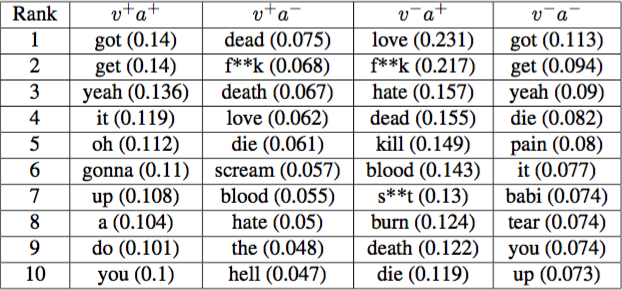 Rank v⁺a⁺ v⁺a⁻ v⁻a⁺ v⁻a⁻
1 got (0.14) dead (0.075) love (0.231) got (0.113)
2 get (0.14) f**k (0.068) f**k (0.217) get (0.094)
3 yeah (0.136) death (0.067) hate (0.157) yeah (0.09)
4 it (0.119) love (0.062) dead (0.155) die (0.082)
5 oh (0.112) die (0.061) kill (0.149) pain (0.08)
6 gonna (0.11) scream (0.057) blood (0.143) it (0.077)
7 up (0.108) blood (0.055) s**t (0.13) babi (0.074)
8 a (0.104) hate (0.05) burn (0.124) tear (0.074)
9 do (0.101) the (0.048) death (0.122) you (0.074)
10 you (0.1) hell (0.047) die (0.119) up (0.073)